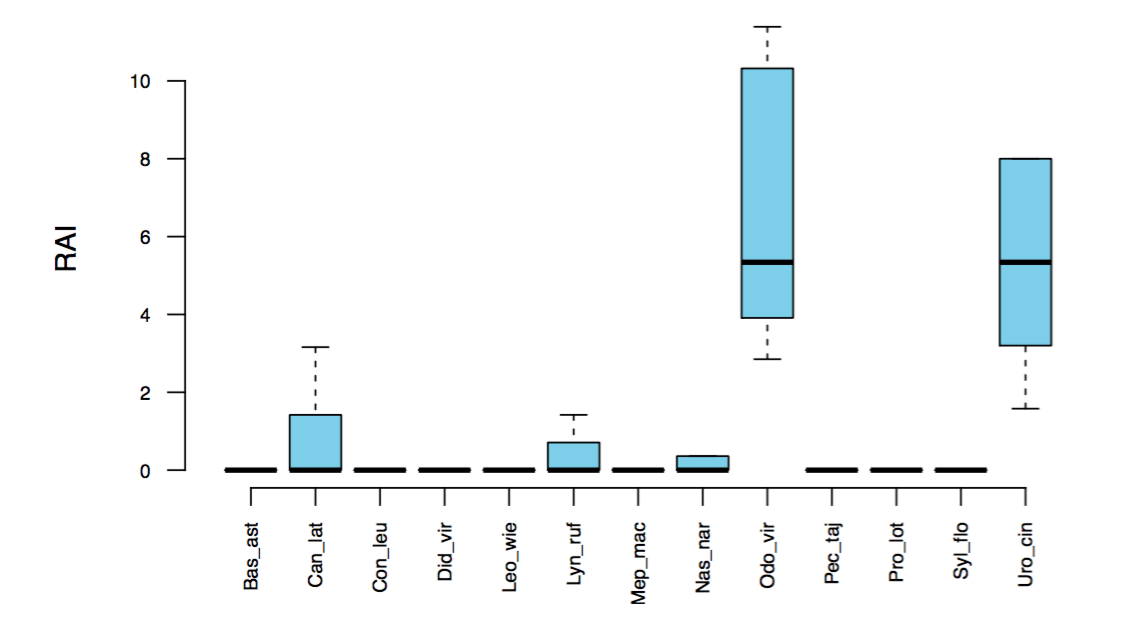 RAI
10
8
6
4
2
0
Bas_ast
Can_lat
Con_leu
Did_vir
Leo_wie
Lyn_ruf
Mep_mac
Nas_nar
Odo_vir
Pec_taj
Pro_lot
Syl_flo
Uro_cin